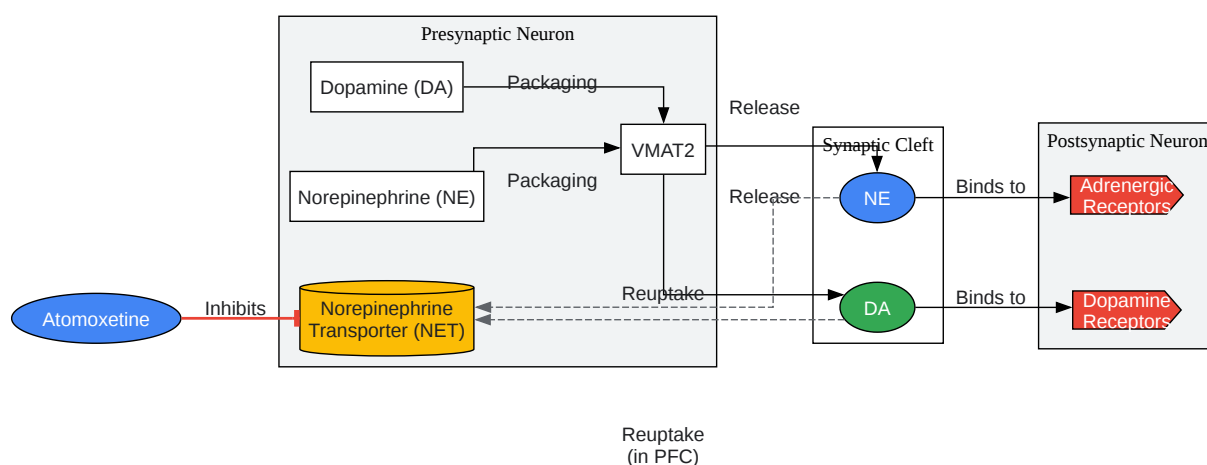 Presynaptic Neuron
Dopamine (DA)
Packaging
Release
VMAT2
Synaptic Cleft
Postsynaptic Neuron
Norepinephrine (NE)
Packaging
Release
NE
Binds to
Adrenergic
Receptors
Atomoxetine
Inhibits
Norepinephrine
Transporter (NET)
Reuptake
DA
Binds to
Dopamine
Receptors
Reuptake
(in PFC)